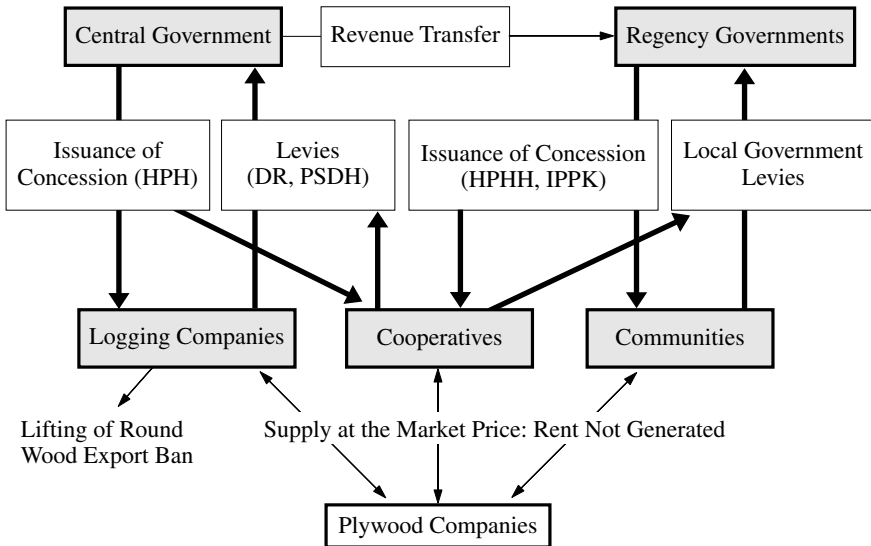 Central Government
Revenue Transfer
Regency Governments
Issuance of
Concession (HPH)
Levies
(DR, PSDH)
Issuance of Concession
(HPHH, IPPK)
Local Government
Levies
Logging Companies
Cooperatives
Communities
Lifting of Round
Wood Export Ban
Supply at the Market Price: Rent Not Generated
Plywood Companies